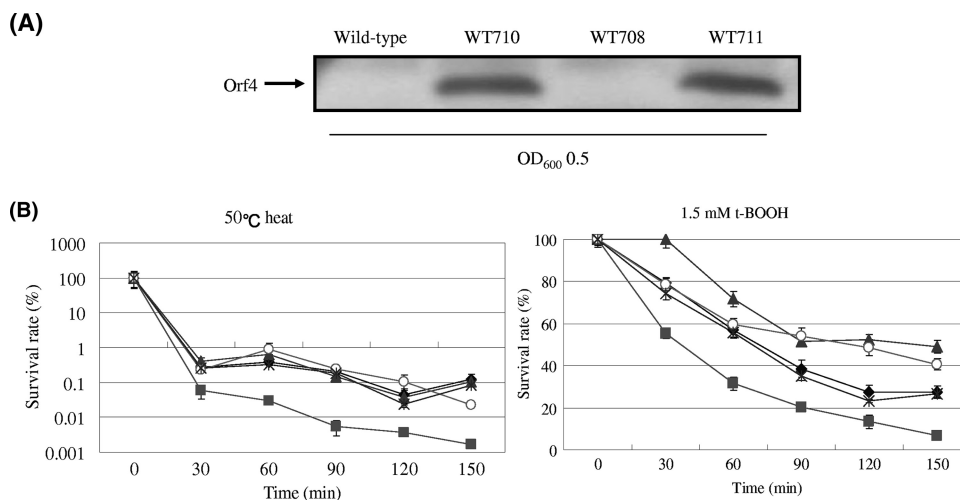 (A)
Wild-type WT710 WT708 WT711
Orf4
OD600 0.5
(B)
50℃ heat
1000
100
10
1
0.1
0.01
0.001
Survival rate (%)
0 30 60 90 120 150
Time (min)
1.5 mM t-BOOH
100
80
60
40
20
0
Survival rate (%)
0 30 60 90 120 150
Time (min)